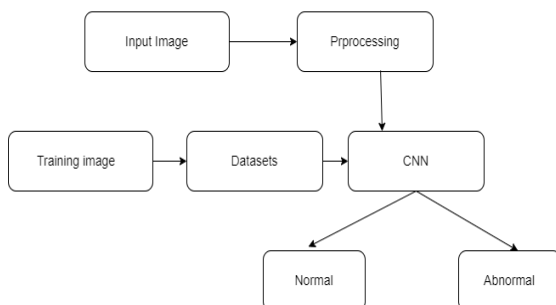 Input Image
Prprocessing
Training image
Datasets
CNN
Normal
Abnormal